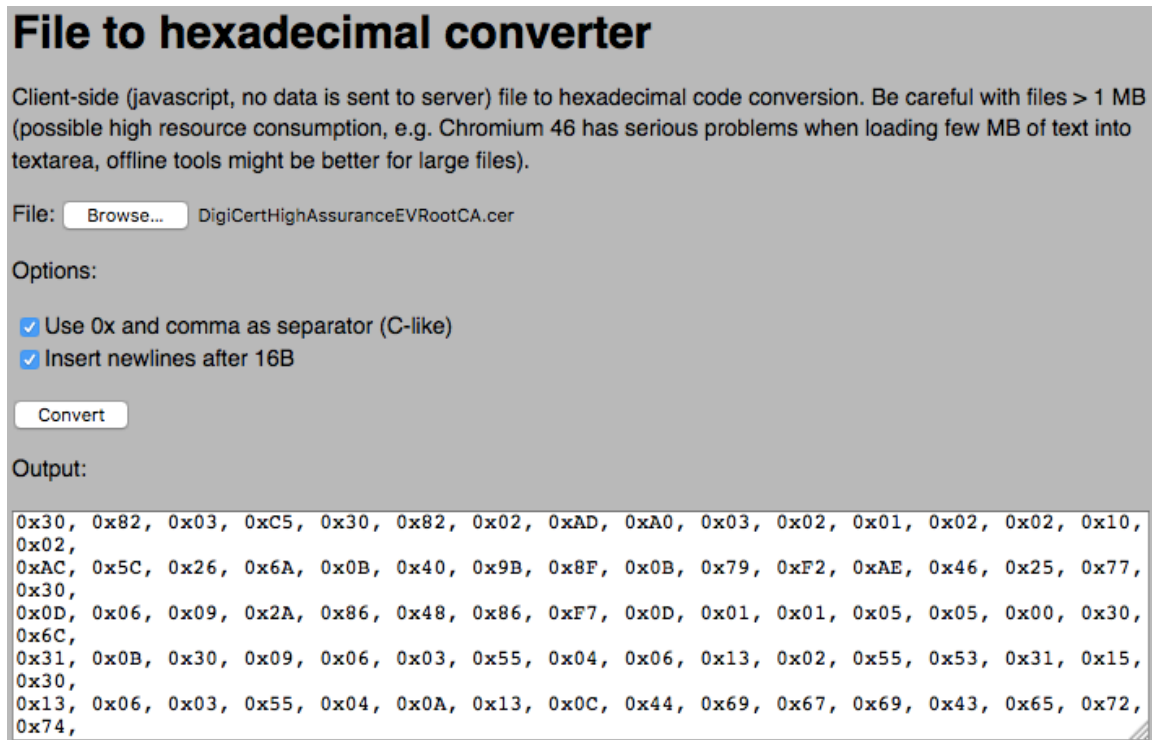 File to hexadecimal converter
Client-side (javascript, no data is sent to server) file to hexadecimal code conversion. Be careful with files > 1 MB
(possible high resource consumption, e.g. Chromium 46 has serious problems when loading few MB of text into
textarea, offline tools might be better for large files).
File: Browse... DigiCertHighAssuranceEVRootCA.cer
Options:
Use 0x and comma as separator (C-like)
Insert newlines after 16B
Convert
Output:
0x30, 0x82, 0x03, 0xC5, 0x30, 0x82, 0x02, 0xAD, 0xA0, 0x03, 0x02, 0x01, 0x02, 0x02, 0x10,
0x02,
0xAC, 0x5C, 0x26, 0x6A, 0x0B, 0x40, 0x9B, 0x8F, 0x0B, 0x79, 0xF2, 0xAE, 0x46, 0x25, 0x77,
0x30,
0x0D, 0x06, 0x09, 0x2A, 0x86, 0x48, 0x86, 0xF7, 0x0D, 0x01, 0x01, 0x05, 0x05, 0x00, 0x30,
0x6C,
0x31, 0x0B, 0x30, 0x09, 0x06, 0x03, 0x55, 0x04, 0x06, 0x13, 0x02, 0x55, 0x53, 0x31, 0x15,
0x30,
0x13, 0x06, 0x03, 0x55, 0x04, 0x0A, 0x13, 0x0C, 0x44, 0x69, 0x67, 0x69, 0x43, 0x65, 0x72,
0x74,